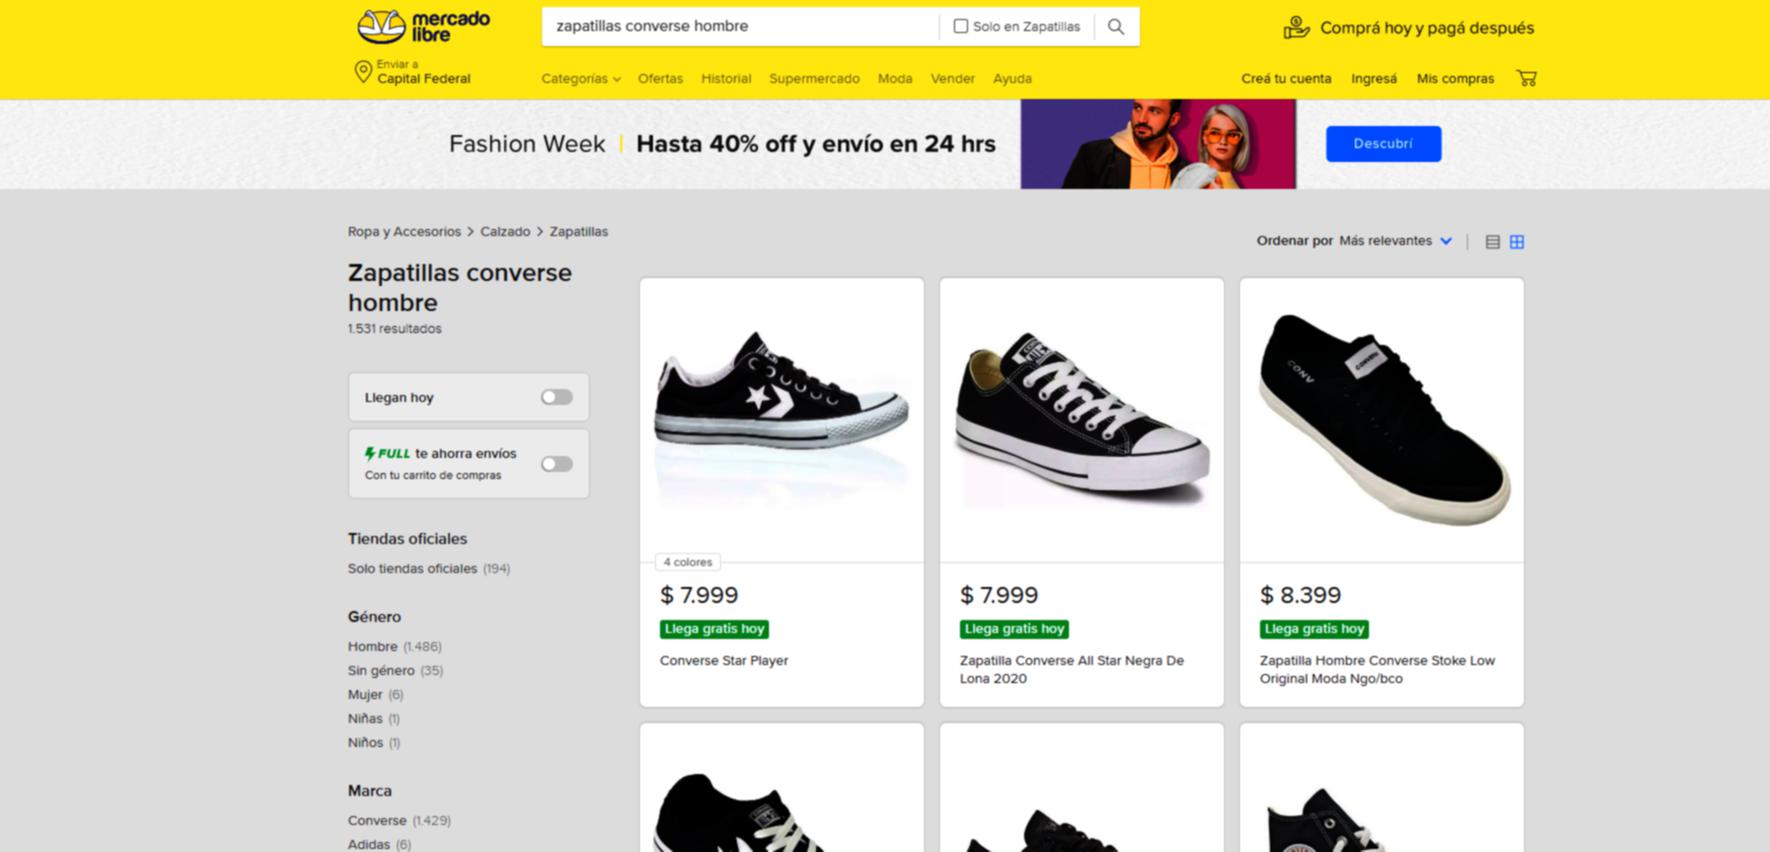 mercado
libre
zapatillas converse hombre
Solo en Zapatillas
Comprá hoy y pagá después
Enviar a
Capital Federal
Categorías Ofertas Historial Supermercado Moda Vender Ayuda
Creá tu cuenta Ingresá Mis compras
Fashion Week | Hasta 40% off y envío en 24 hrs
Descubrí
Ropa y Accesorios > Calzado > Zapatillas
Ordenar por Más relevantes
Zapatillas converse
hombre
1.531 resultados
Llegan hoy
FULL te ahorra envíos
Con tu carrito de compras
Tiendas oficiales
Solo tiendas oficiales (194)
Género
Hombre (1.486)
Sin género (35)
Mujer (6)
Niñas (1)
Niños (1)
Marca
Converse (1.429)
Adidas (6)
4 colores
$ 7.999
Llega gratis hoy
Converse Star Player
$ 7.999
Llega gratis hoy
Zapatilla Converse All Star Negra De
Lona 2020
CONV
CONVERSE
$ 8.399
Llega gratis hoy
Zapatilla Hombre Converse Stoke Low
Original Moda Ngo/bco